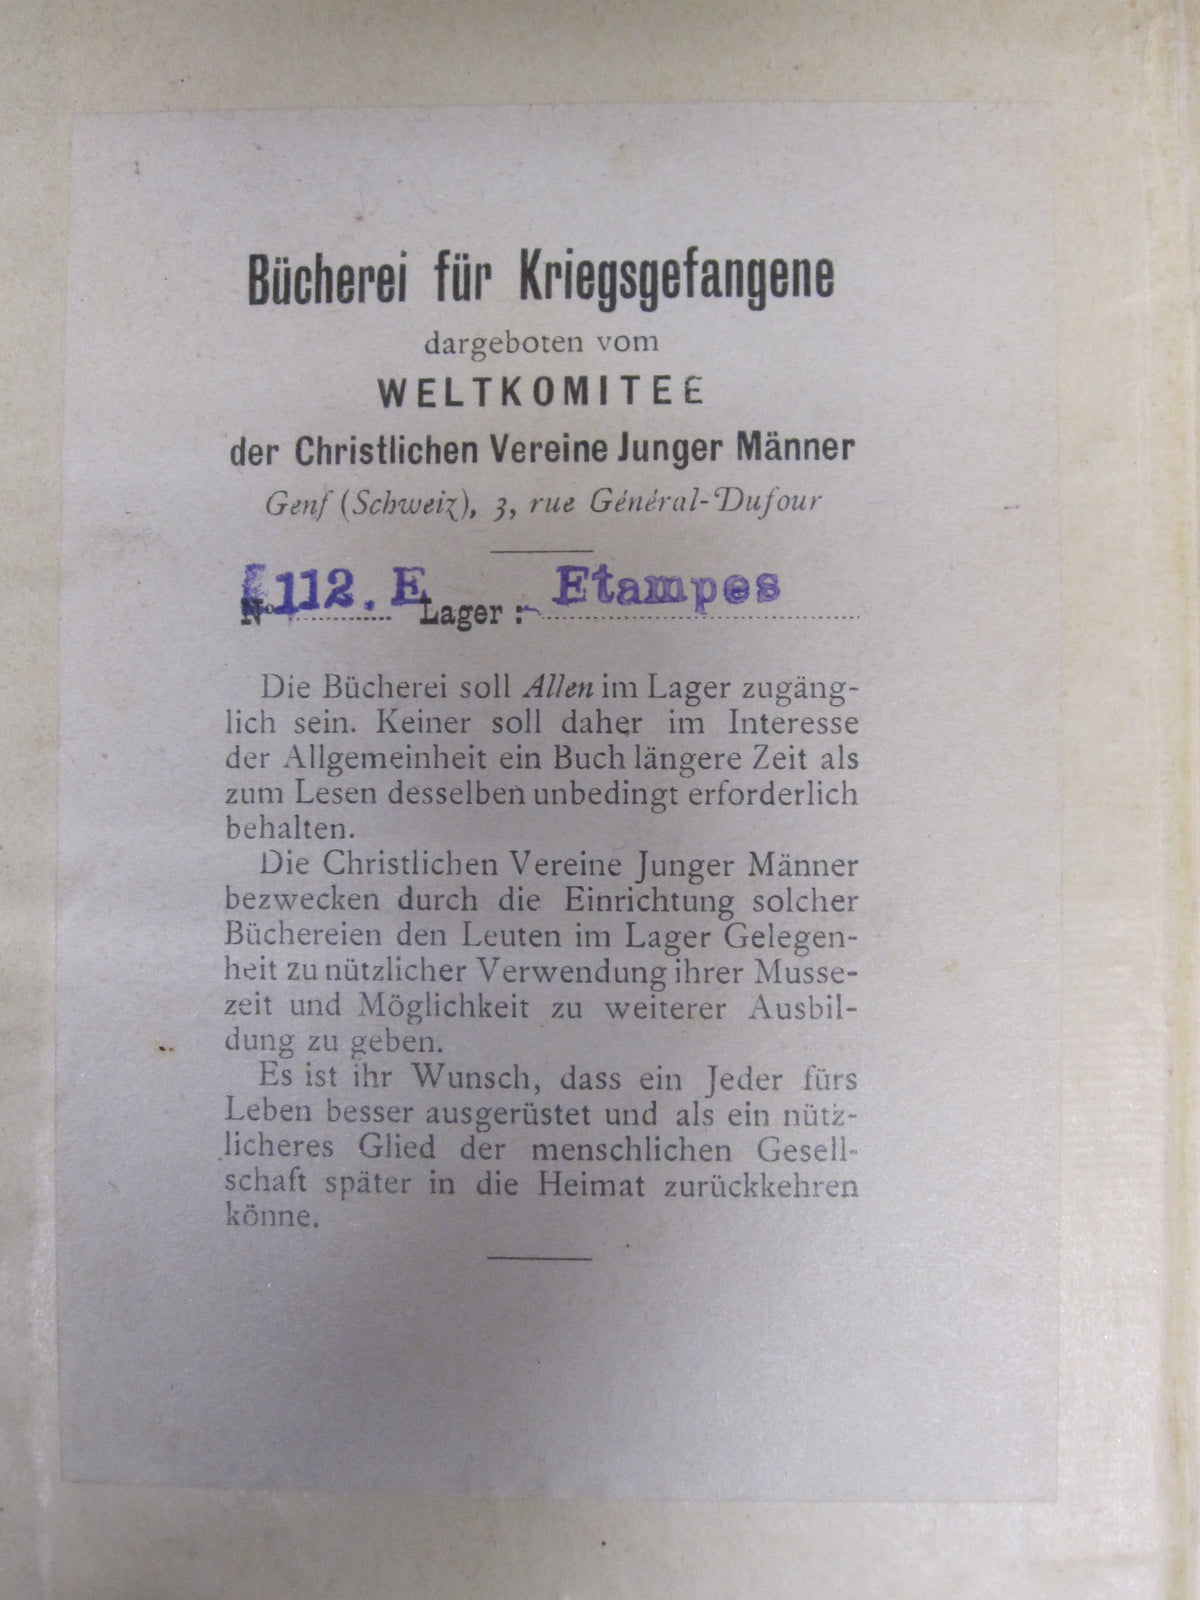 Bücherei für Kriegsgefangene
dargeboten vom
WELTKOMITEE
der Christlichen Vereine Junger Männer
Genf (Schweiz), 3, rue Général-Dufour
No 112. E Lager: Etampes
Die Bücherei soll Allen im Lager zugäng-
lich sein. Keiner soll daher im Interesse
der Allgemeinheit ein Buch längere Zeit als
zum Lesen desselben unbedingt erforderlich
behalten.
Die Christlichen Vereine Junger Männer
bezwecken durch die Einrichtung solcher
Büchereien den Leuten im Lager Gelegen-
heit zu nützlicher Verwendung ihrer Musse-
zeit und Möglichkeit zu weiterer Ausbil-
dung zu geben.
Es ist ihr Wunsch, dass ein Jeder fürs
Leben besser ausgerüstet und als ein nütz-
licheres Glied der menschlichen Gesell-
schaft später in die Heimat zurückkehren
könne.